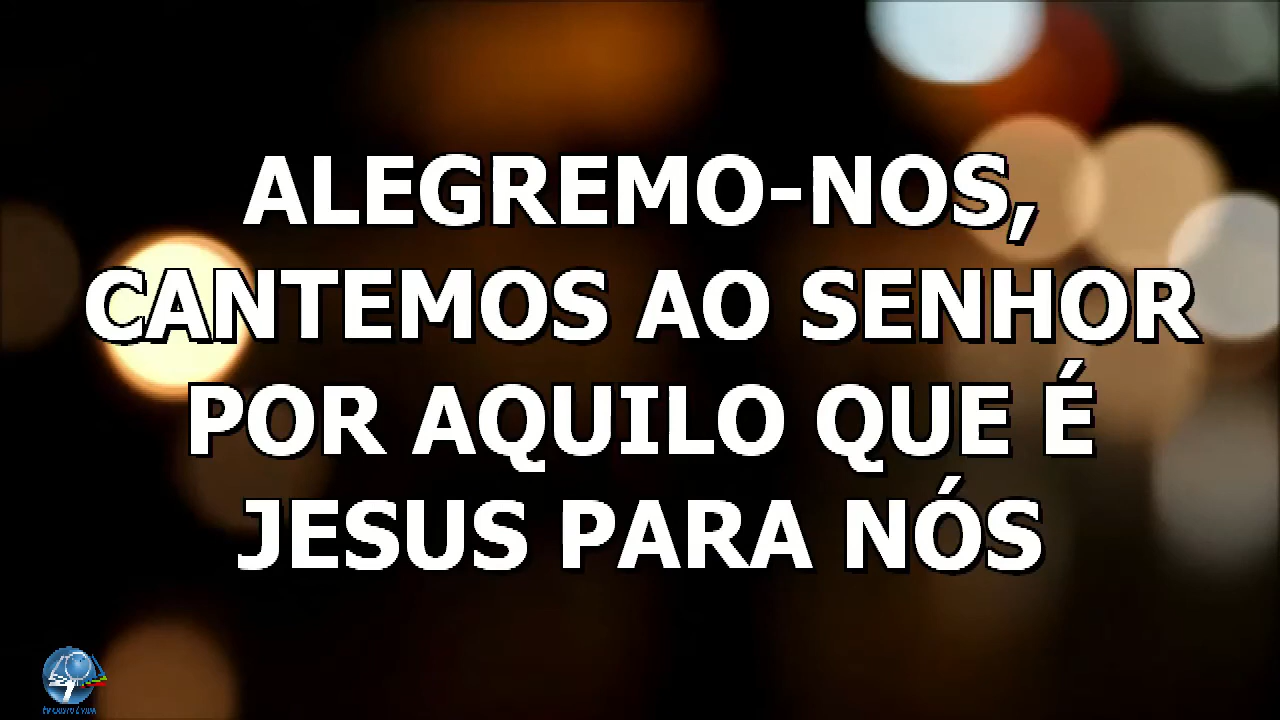 ALEGREMO-NOS,
CANTEMOS AO SENHOR
POR AQUILO QUE É
JESUS PARA NÓS